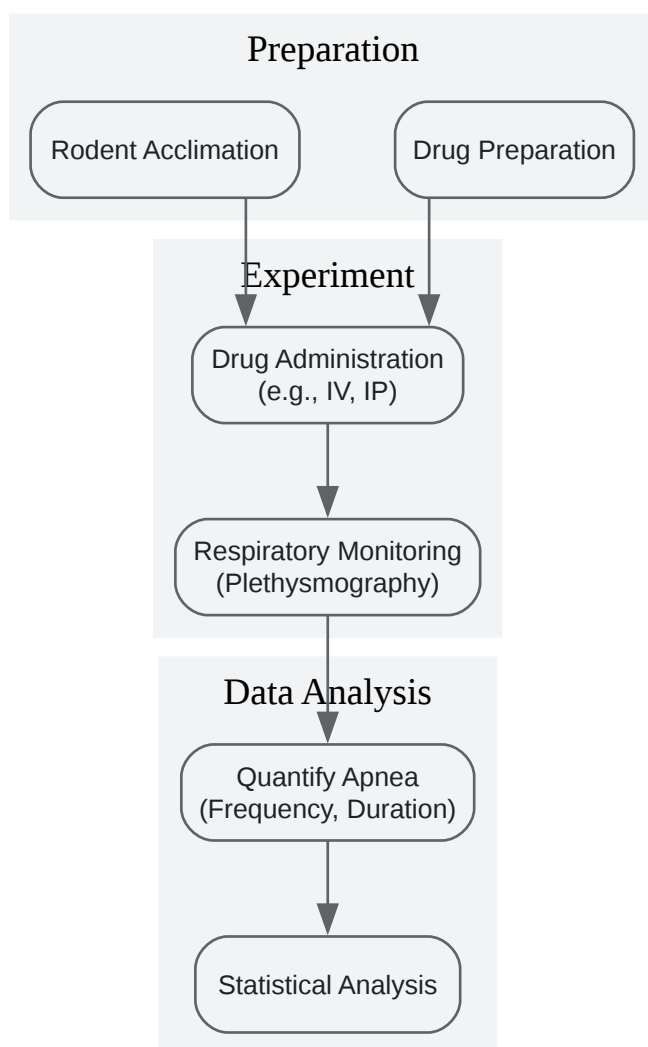 Preparation
Rodent Acclimation
Drug Preparation
Experiment
Drug Administration
(e.g., IV, IP)
Respiratory Monitoring
(Plethysmography)
Data Analysis
Quantify Apnea
(Frequency, Duration)
Statistical Analysis